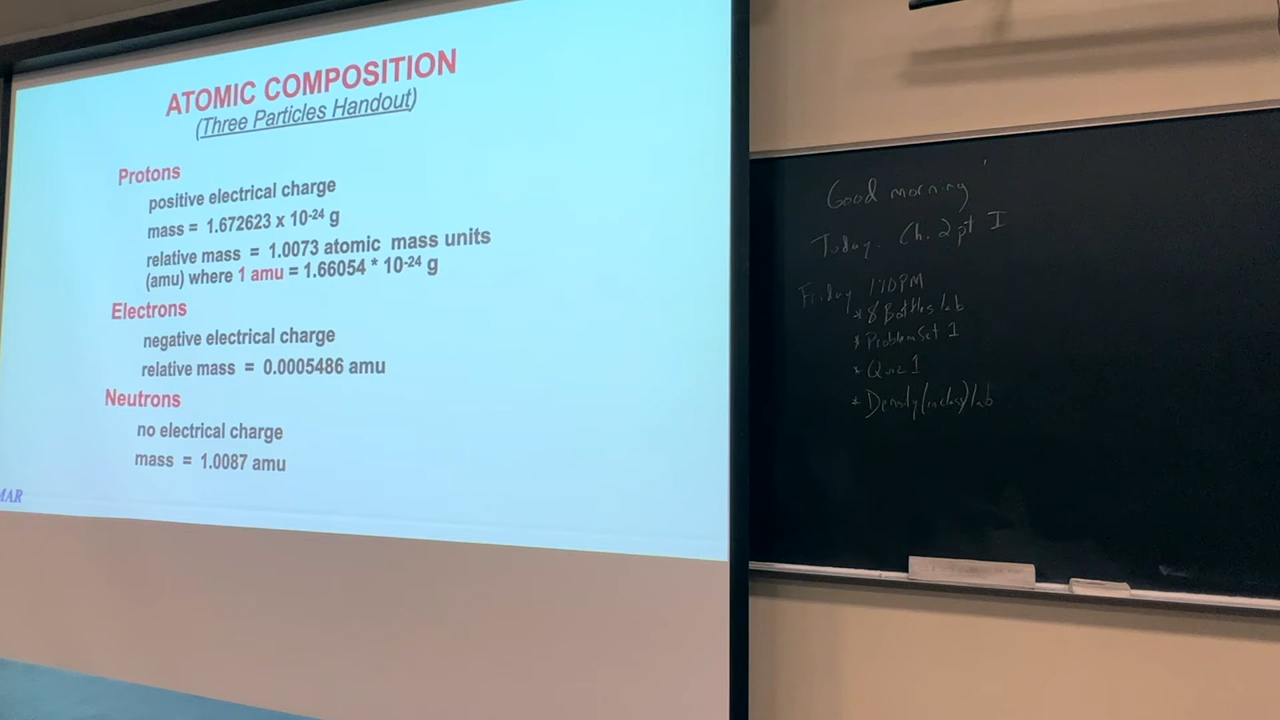 ATOMIC COMPOSITION
(Three Particles Handout)
Protons
positive electrical charge
mass = 1.672623 x 10-24 g
relative mass = 1.0073 atomic mass units
(amu) where 1 amu = 1.66054 * 10-24 g
Electrons
negative electrical charge
relative mass = 0.0005486 amu
Neutrons
no electrical charge
mass = 1.0087 amu
MAR
Good morning
Today: Ch. 2 pt I
Friday 1:10PM
* 8 Bottles lab
* Problem Set 1
* Quiz 1
* Density (in class) lab